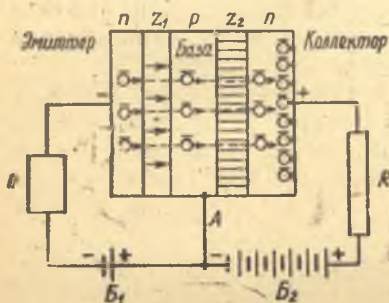 n Z₁ p Z₂ n
Эмиттер База Коллектор
− +
A
R
− + − +
Б₁ Б₂